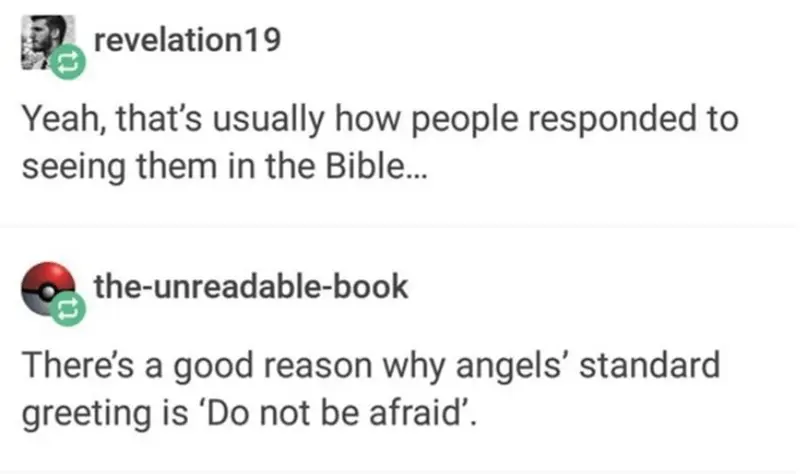 revelation19
Yeah, that’s usually how people responded to
seeing them in the Bible...
the-unreadable-book
There’s a good reason why angels’ standard
greeting is ‘Do not be afraid’.